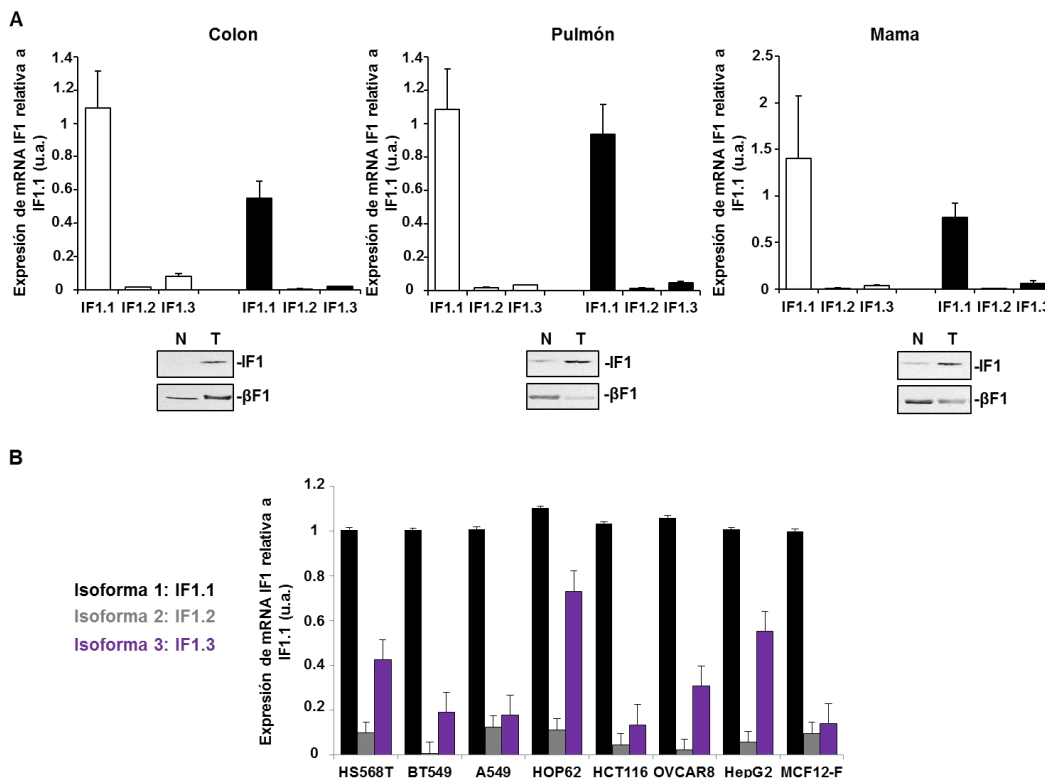 A
Colon
Expresión de mRNA IF1 relativa a
IF1.1 (u.a.)
1.4
1.2
1
0.8
0.6
0.4
0.2
0
IF1.1 IF1.2 IF1.3 IF1.1 IF1.2 IF1.3
N T
-IF1
-βF1
Pulmón
Expresión de mRNA IF1 relativa a
IF1.1 (u.a.)
1.4
1.2
1
0.8
0.6
0.4
0.2
0
IF1.1 IF1.2 IF1.3 IF1.1 IF1.2 IF1.3
N T
-IF1
-βF1
Mama
Expresión de mRNA IF1 relativa a
IF1.1 (u.a.)
2.5
2
1.5
1
0.5
0
IF1.1 IF1.2 IF1.3 IF1.1 IF1.2 IF1.3
N T
-IF1
-βF1
B
Isoforma 1: IF1.1
Isoforma 2: IF1.2
Isoforma 3: IF1.3
Expresión de mRNA IF1 relativa a
IF1.1 (u.a.)
1.2
1
0.8
0.6
0.4
0.2
0
HS568T BT549 A549 HOP62 HCT116 OVCAR8 HepG2 MCF12-F